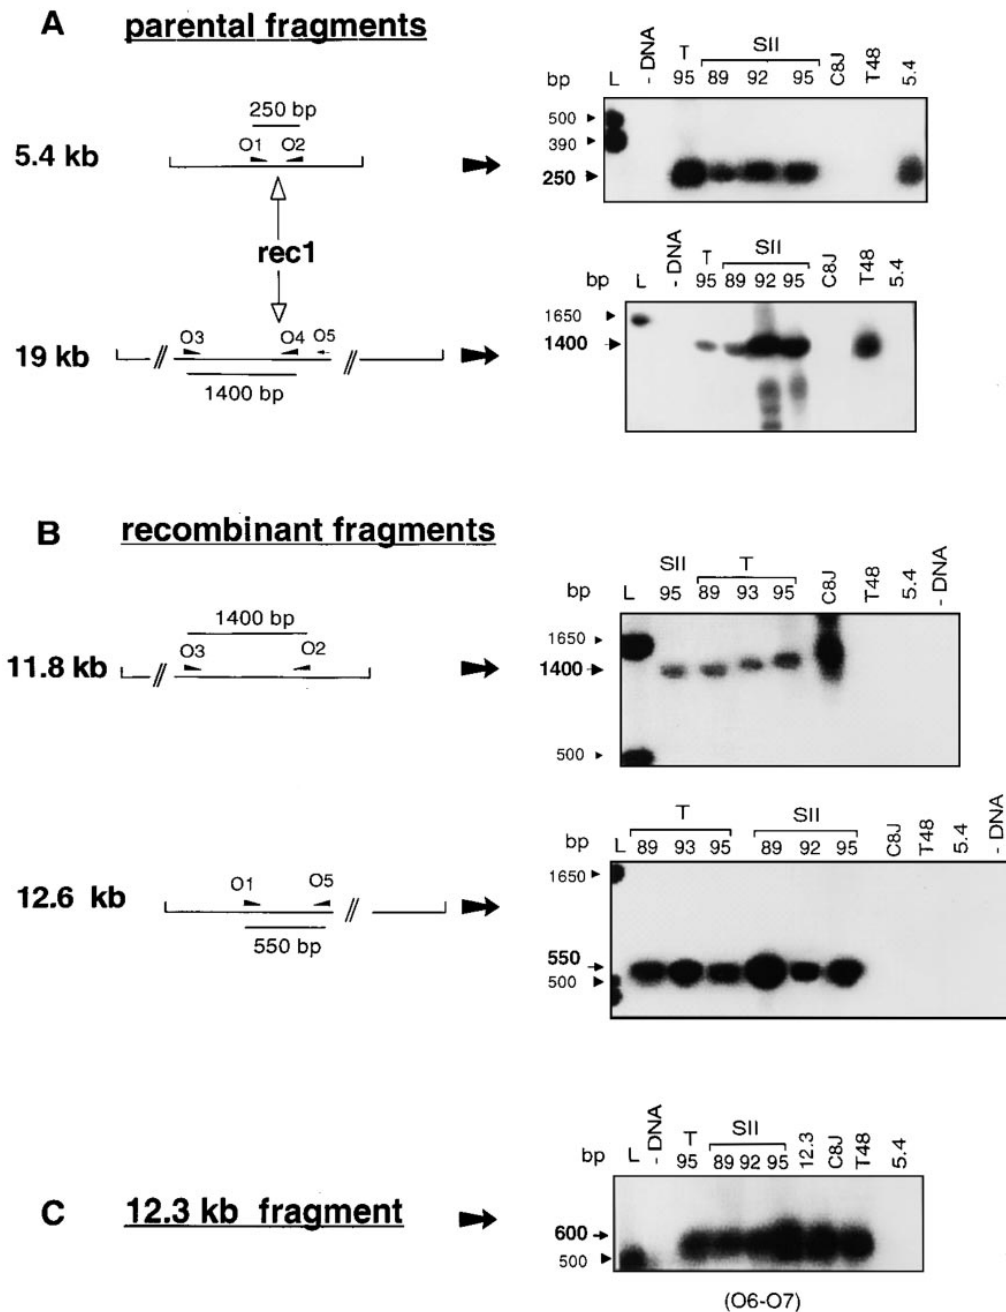 A parental fragments
5.4 kb
250 bp
O1 O2
rec1
19 kb
O3 O4 O5
1400 bp
bp L - DNA T SII C8J T48 5.4
95 89 92 95
500
390
250
bp L - DNA T SII C8J T48 5.4
95 89 92 95
1650
1400
B recombinant fragments
11.8 kb
1400 bp
O3 O2
bp L SII T C8J T48 5.4 - DNA
95 89 93 95
1650
1400
500
12.6 kb
O1 O5
550 bp
bp L T SII C8J T48 5.4 - DNA
89 93 95 89 92 95
1650
550
500
C 12.3 kb fragment
bp L - DNA T SII 12.3 C8J T48 5.4
95 89 92 95
600
500
(O6-O7)